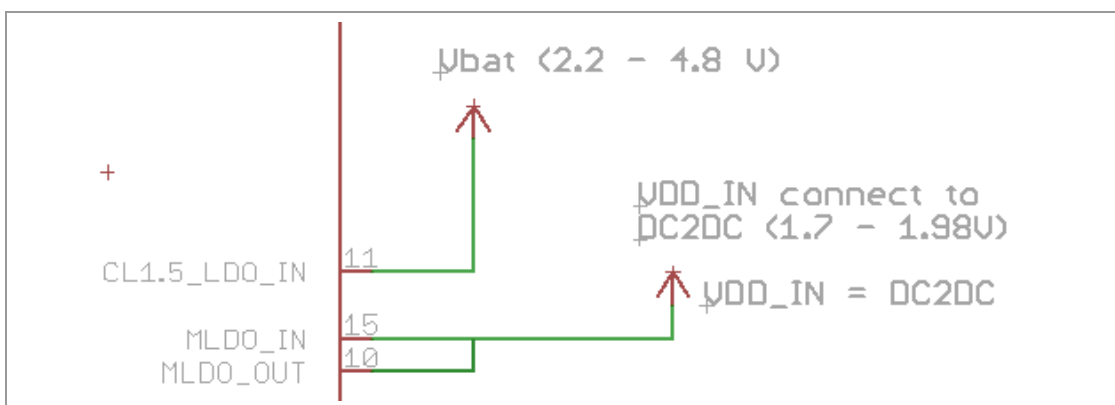 Vbat (2.2 - 4.8 V)
VDD_IN connect to
DC2DC (1.7 - 1.98V)
VDD_IN = DC2DC
CL1.5_LDO_IN 11
MLDO_IN 15
MLDO_OUT 10